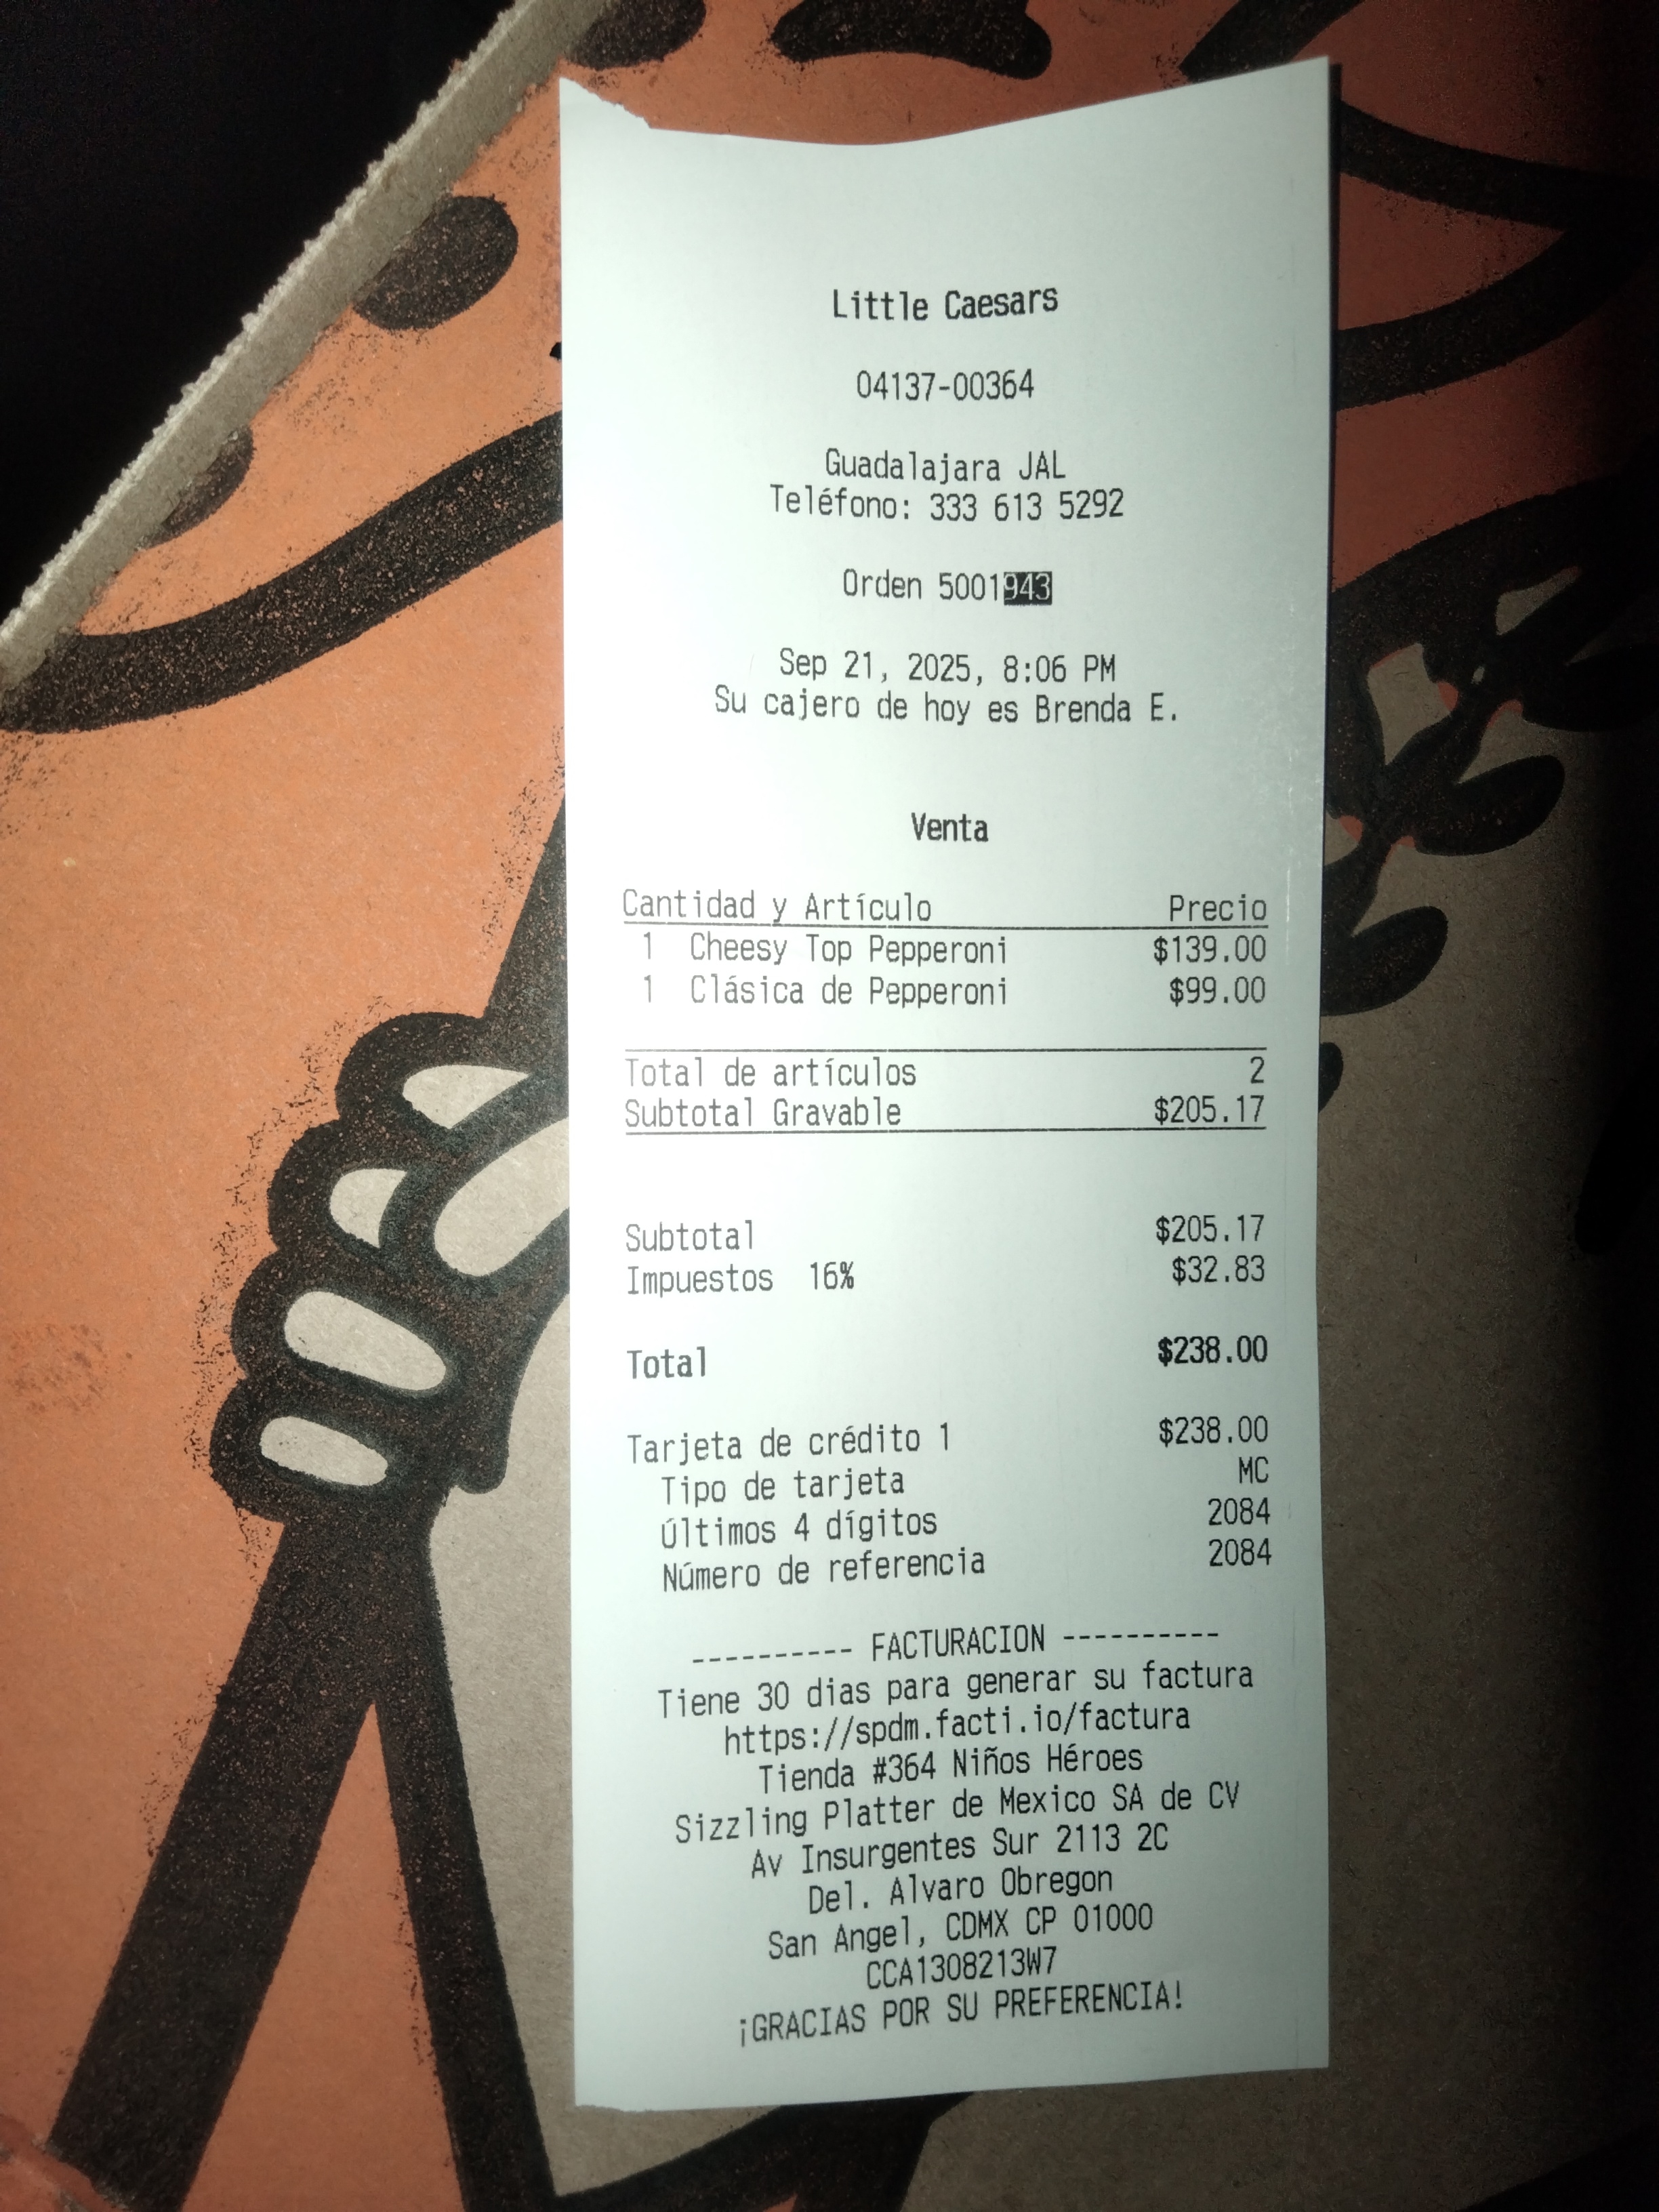 Little Caesars
04137-00364
Guadalajara JAL
Teléfono: 333 613 5292
Orden 5001943
Sep 21, 2025, 8:06 PM
Su cajero de hoy es Brenda E.
Venta
Cantidad y Artículo Precio
1 Cheesy Top Pepperoni $139.00
1 Clásica de Pepperoni $99.00
Total de artículos 2
Subtotal Gravable $205.17
Subtotal $205.17
Impuestos 16% $32.83
Total $238.00
Tarjeta de crédito 1 $238.00
Tipo de tarjeta MC
Últimos 4 dígitos 2084
Número de referencia 2084
---------- FACTURACION ----------
Tiene 30 dias para generar su factura
https://spdm.facti.io/factura
Tienda #364 Niños Héroes
Sizzling Platter de Mexico SA de CV
Av Insurgentes Sur 2113 2C
Del. Alvaro Obregon
San Angel, CDMX CP 01000
CCA1308213W7
¡GRACIAS POR SU PREFERENCIA!